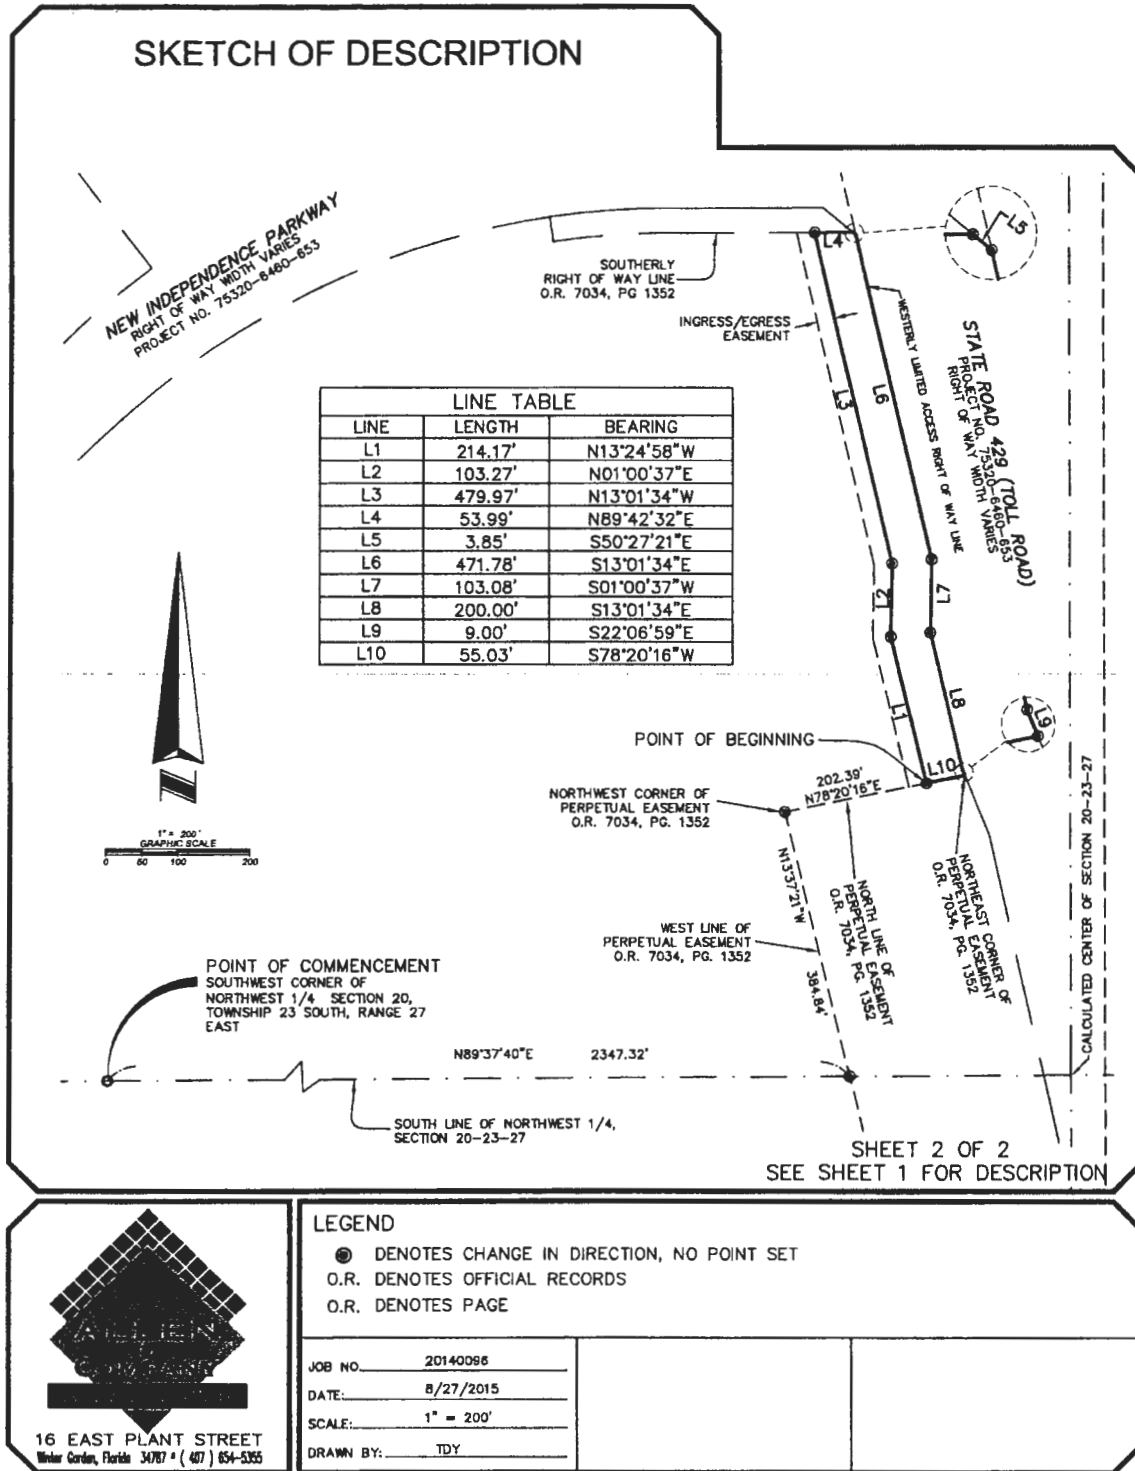 SKETCH OF DESCRIPTION
NEW INDEPENDENCE PARKWAY
RIGHT OF WAY WIDTH VARIES
PROJECT NO. 75320-6460-653
SOUTHERLY
RIGHT OF WAY LINE
O.R. 7034, PG 1352
INGRESS/EGRESS
EASEMENT
L4
L5
L3
L6
WESTERLY LIMITED ACCESS RIGHT OF WAY LINE
STATE ROAD 429 (TOLL ROAD)
PROJECT NO. 75320-6460-653
RIGHT OF WAY WIDTH VARIES
LINE TABLE
LINE LENGTH BEARING
L1 214.17' N13°24'58"W
L2 103.27' N01°00'37"E
L3 479.97' N13°01'34"W
L4 53.99' N89°42'32"E
L5 3.85' S50°27'21"E
L6 471.78' S13°01'34"E
L7 103.08' S01°00'37"W
L8 200.00' S13°01'34"E
L9 9.00' S22°06'59"E
L10 55.03' S78°20'16"W
L2
L7
L1
L8
L9
L10
POINT OF BEGINNING
202.39'
N78°20'16"E
NORTHWEST CORNER OF
PERPETUAL EASEMENT
O.R. 7034, PG. 1352
N13°37'21"W
384.84'
NORTH LINE OF
PERPETUAL EASEMENT
O.R. 7034, PG. 1352
NORTHEAST CORNER OF
PERPETUAL EASEMENT
O.R. 7034, PG. 1352
WEST LINE OF
PERPETUAL EASEMENT
O.R. 7034, PG. 1352
CALCULATED CENTER OF SECTION 20-23-27
N
1" = 200'
GRAPHIC SCALE
0 50 100 200
POINT OF COMMENCEMENT
SOUTHWEST CORNER OF
NORTHWEST 1/4 SECTION 20,
TOWNSHIP 23 SOUTH, RANGE 27
EAST
N89°37'40"E 2347.32'
SOUTH LINE OF NORTHWEST 1/4,
SECTION 20-23-27
SHEET 2 OF 2
SEE SHEET 1 FOR DESCRIPTION
ALLEN
16 EAST PLANT STREET
Winter Garden, Florida 34787 * ( 407 ) 654-5355
LEGEND
DENOTES CHANGE IN DIRECTION, NO POINT SET
O.R. DENOTES OFFICIAL RECORDS
O.R. DENOTES PAGE
JOB NO. 20140096
DATE: 8/27/2015
SCALE: 1" = 200'
DRAWN BY: TDY